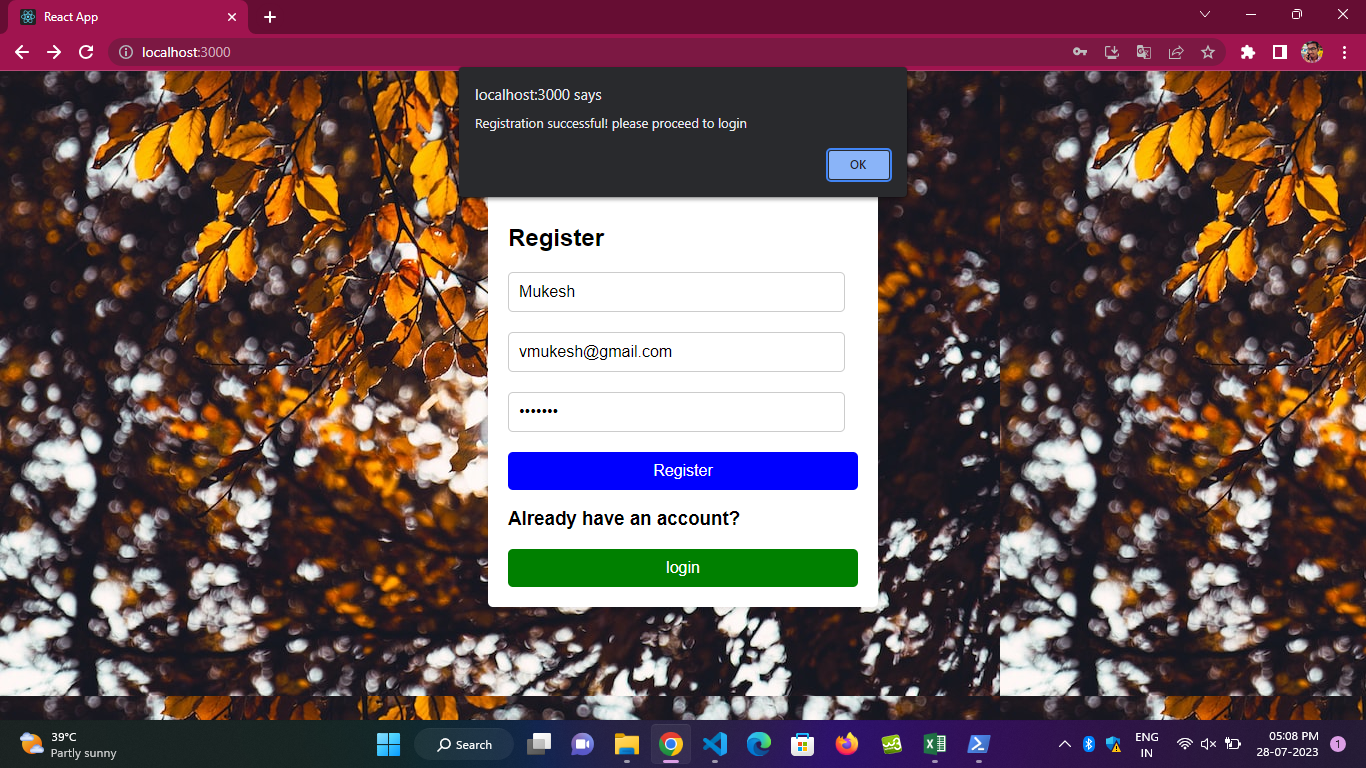 React App
localhost:3000
localhost:3000 says
Registration successful! please proceed to login
OK
Register
Mukesh
vmukesh@gmail.com
•••••••
Register
Already have an account?
login
39°C
Partly sunny
Search
ENG
IN
05:08 PM
28-07-2023
1